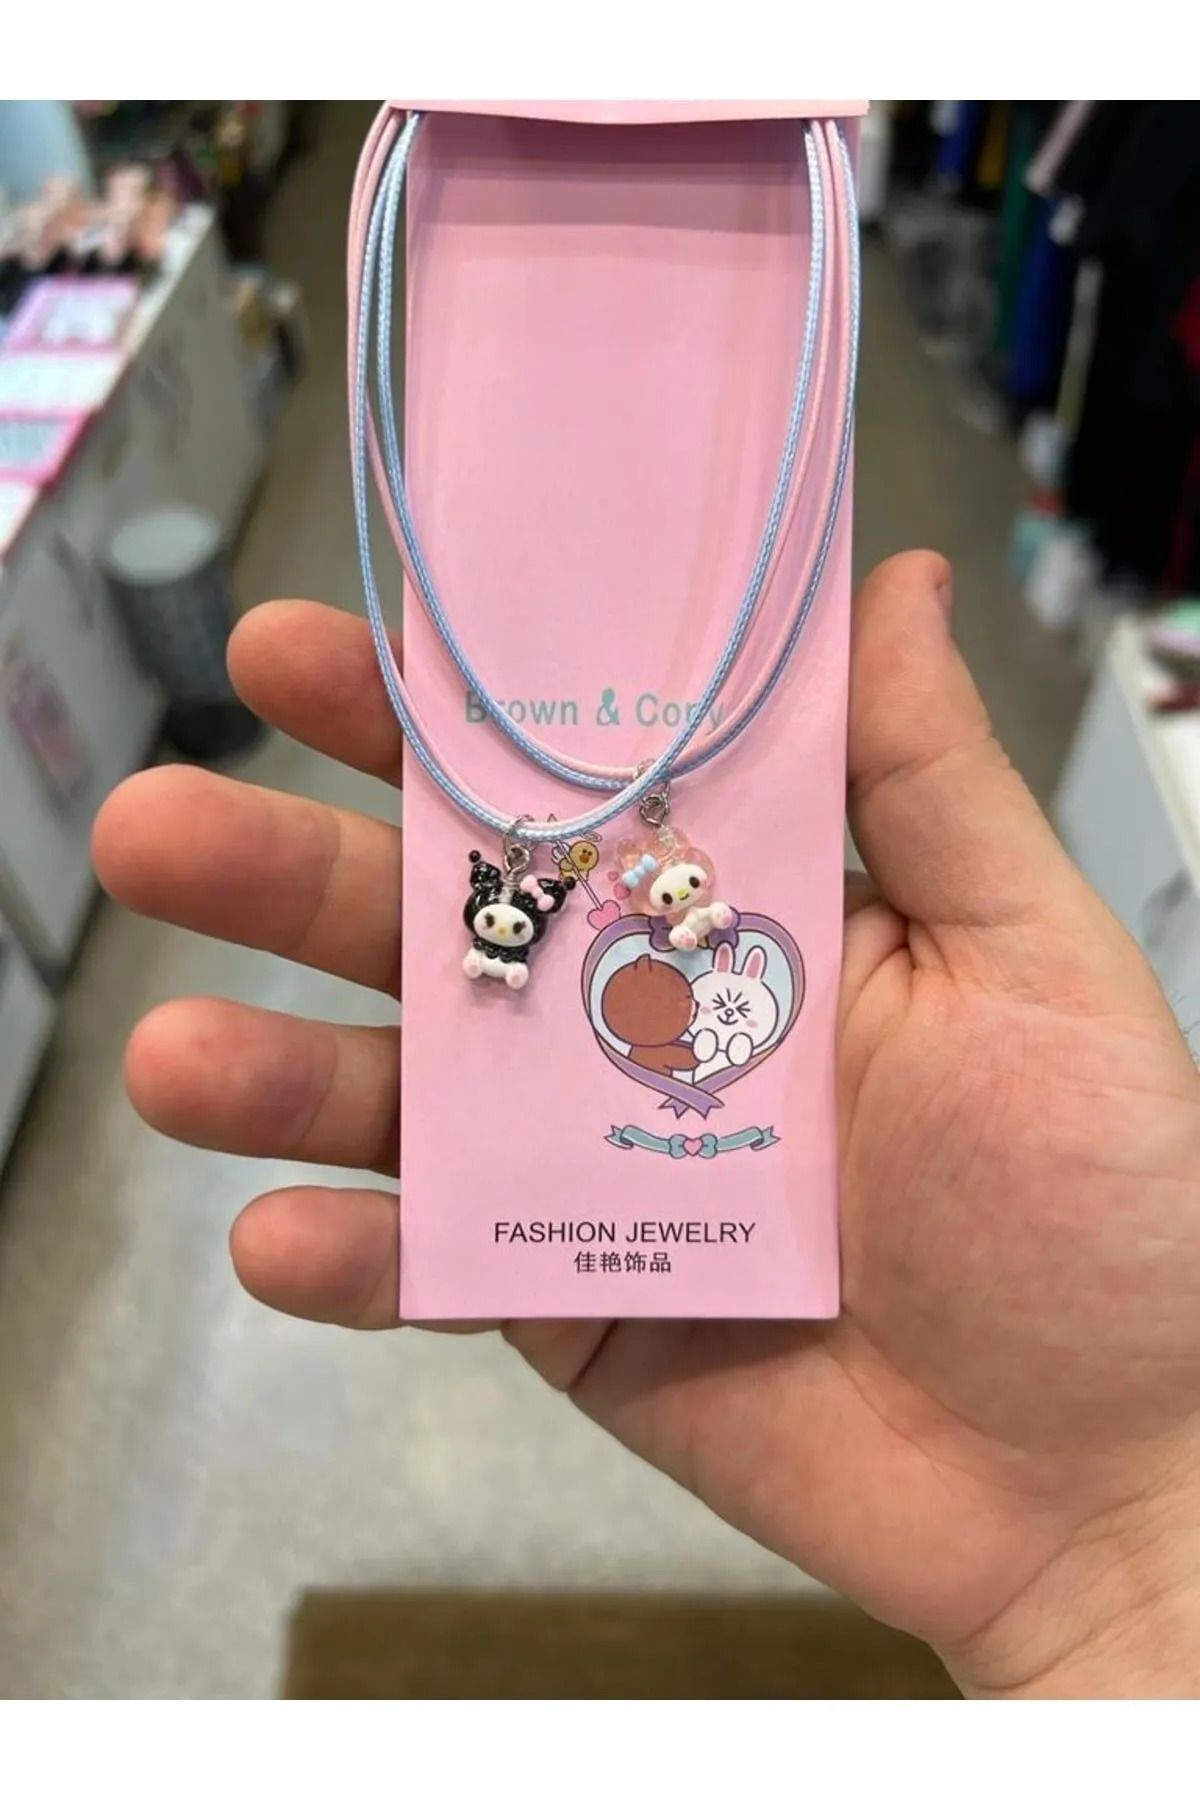 Brown & Cony
FASHION JEWELRY
佳艳饰品